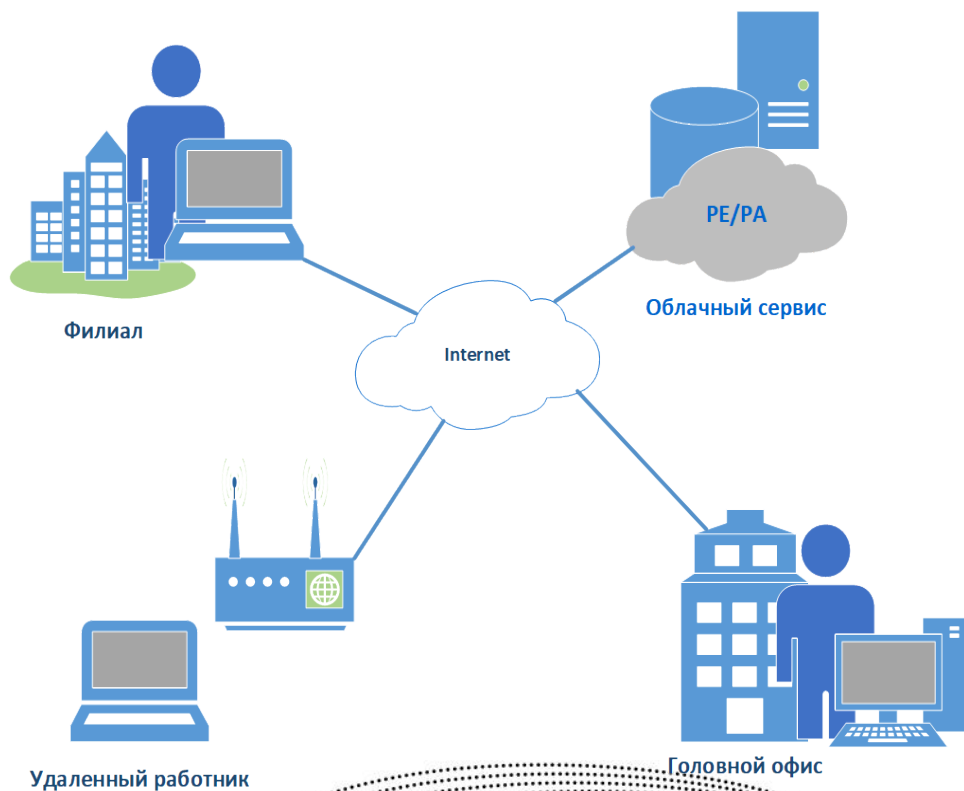 PE/PA
Облачный сервис
Филиал
Internet
Удаленный работник
Головной офис